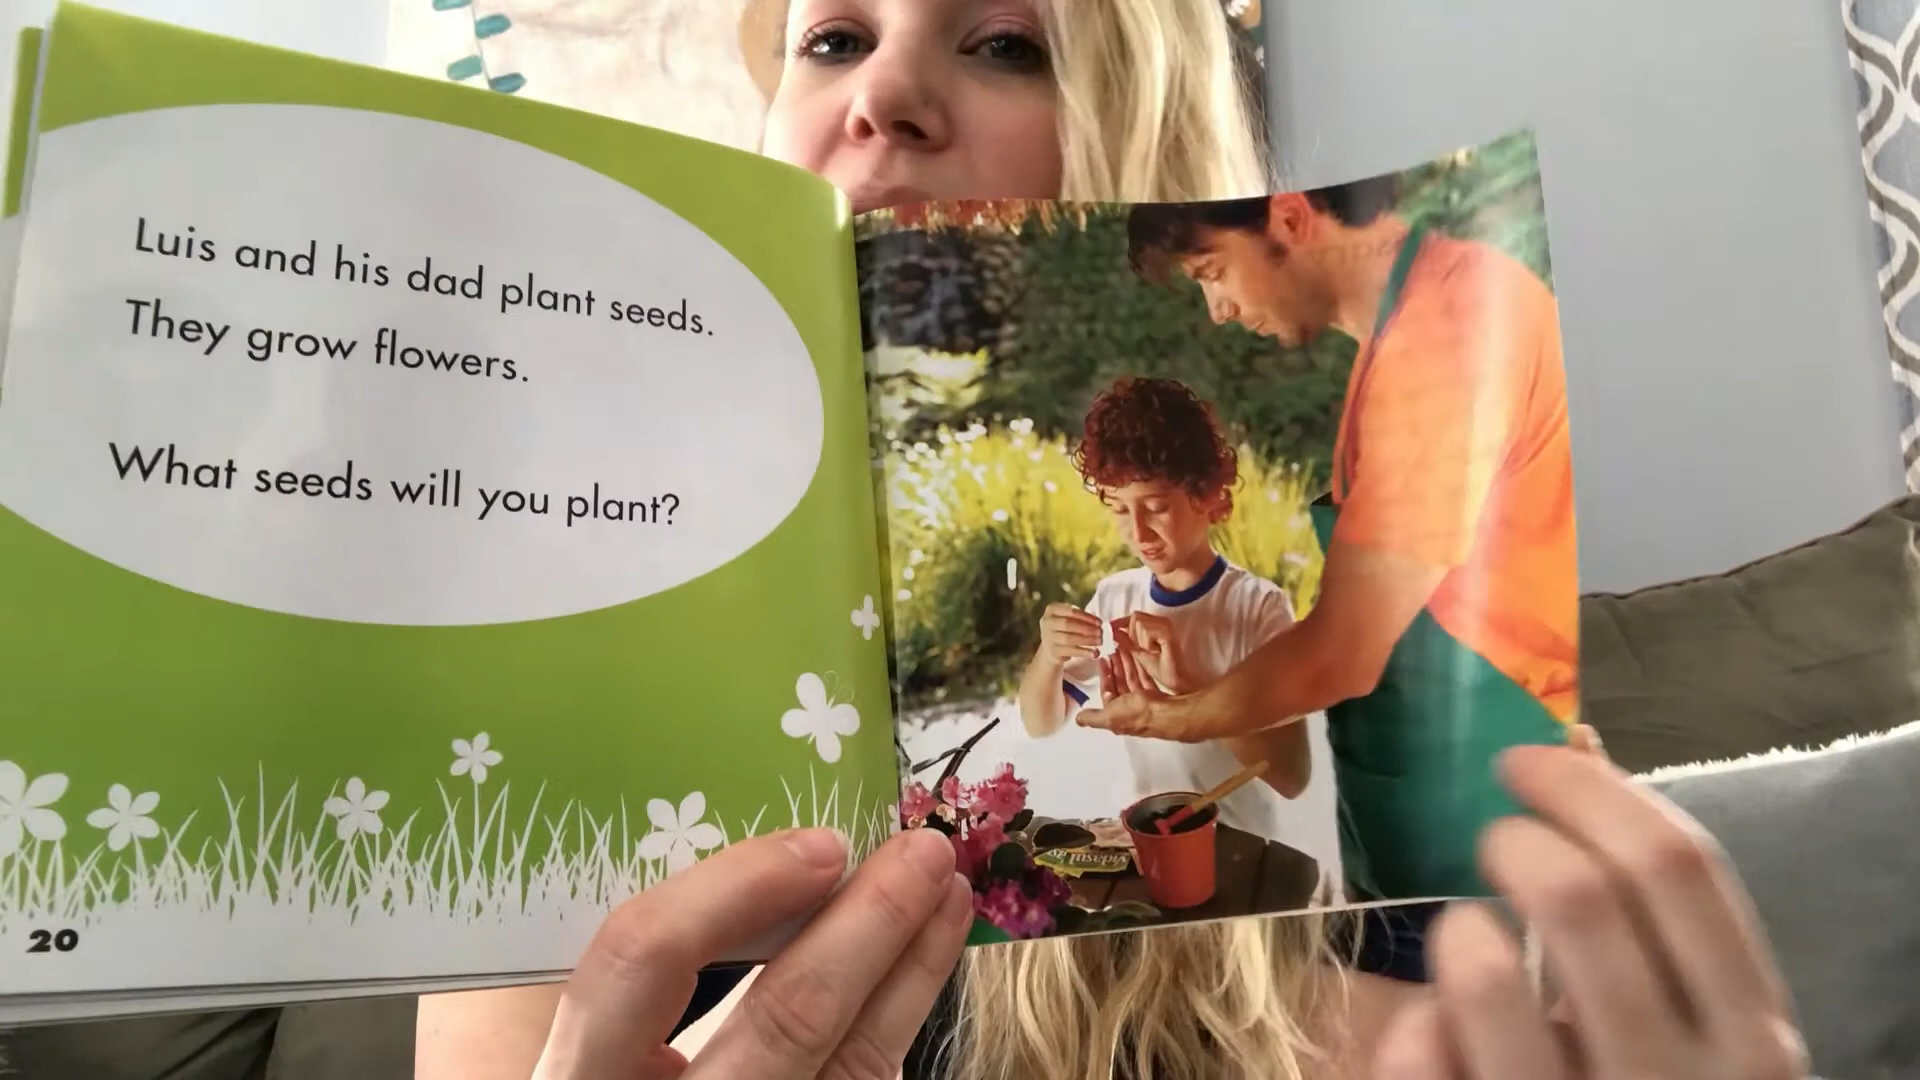 Luis and his dad plant seeds.
They grow flowers.
What seeds will you plant?
20